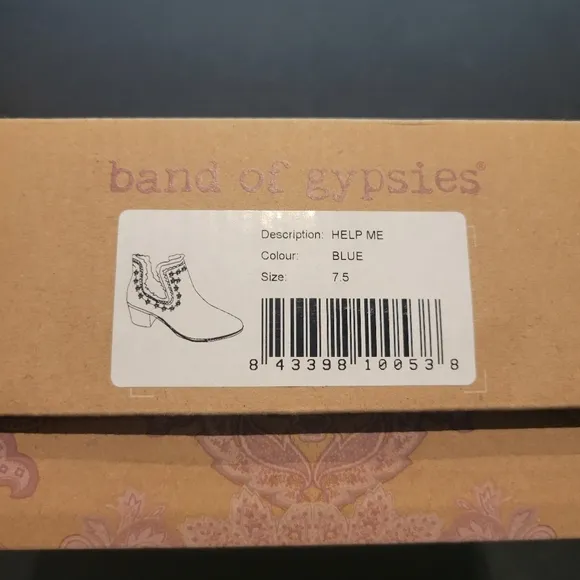 band of gypsies®
Description: HELP ME
Colour: BLUE
Size: 7.5
8 43398 10053 8